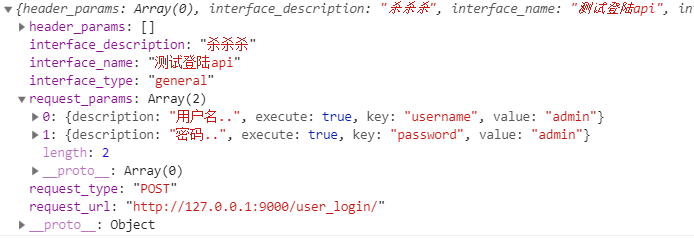 {header_params: Array(0), interface_description: "杀杀杀", interface_name: "测试登陆api", in
header_params: []
interface_description: "杀杀杀"
interface_name: "测试登陆api"
interface_type: "general"
request_params: Array(2)
0: {description: "用户名..", execute: true, key: "username", value: "admin"}
1: {description: "密码..", execute: true, key: "password", value: "admin"}
length: 2
__proto__: Array(0)
request_type: "POST"
request_url: "http://127.0.0.1:9000/user_login/"
__proto__: Object